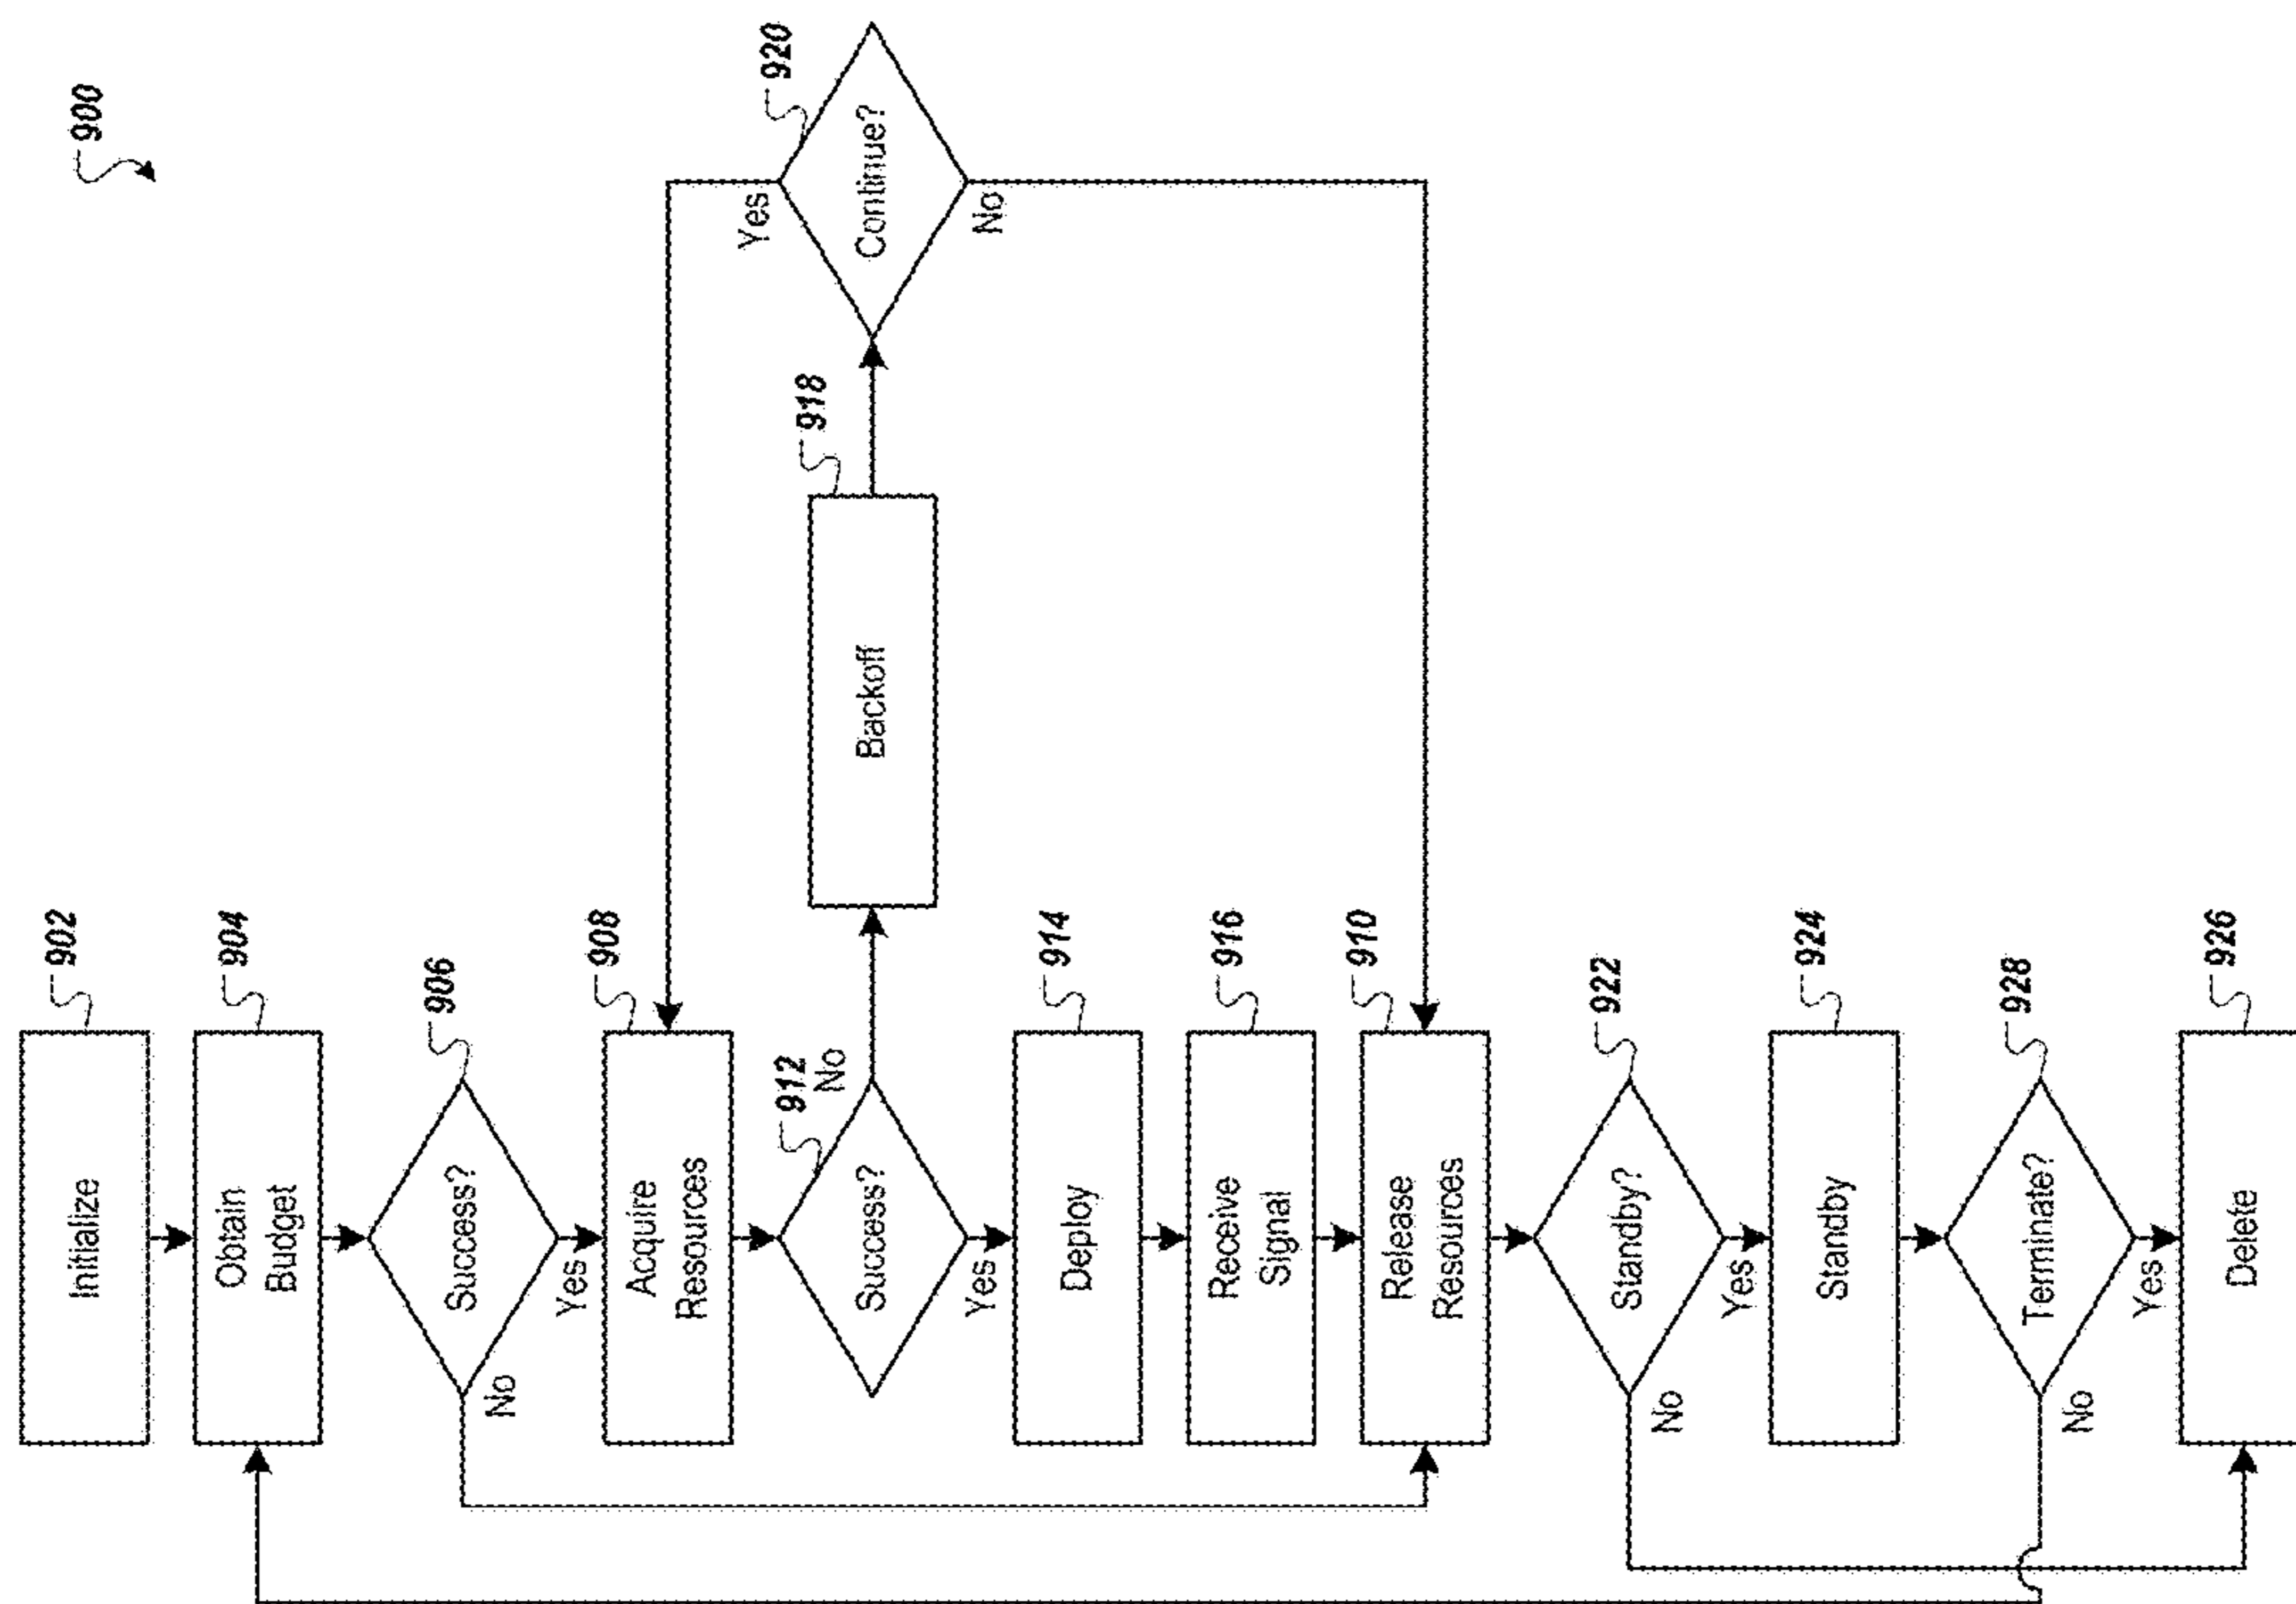 900
Initialize
902
Obtain
Budget
904
Success?
906
No
Yes
Acquire
Resources
908
Success?
912
No
Yes
Backoff
918
Continue?
920
Yes
No
Deploy
914
Receive
Signal
916
Release
Resources
910
Standby?
922
No
Yes
Standby
924
Terminate?
928
No
Yes
Delete
926